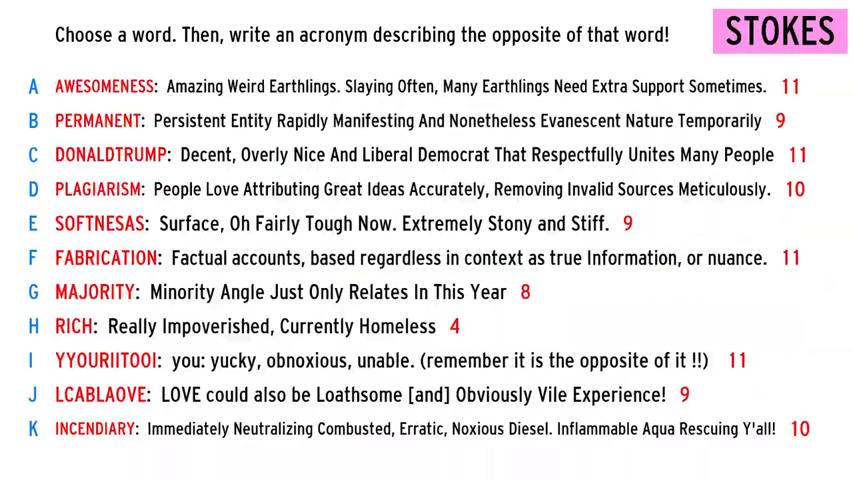 Choose a word. Then, write an acronym describing the opposite of that word!
STOKES
A AWESOMENESS: Amazing Weird Earthlings. Slaying Often, Many Earthlings Need Extra Support Sometimes. 11
B PERMANENT: Persistent Entity Rapidly Manifesting And Nonetheless Evanescent Nature Temporarily 9
C DONALDTRUMP: Decent, Overly Nice And Liberal Democrat That Respectfully Unites Many People 11
D PLAGIARISM: People Love Attributing Great Ideas Accurately, Removing Invalid Sources Meticulously. 10
E SOFTNESAS: Surface, Oh Fairly Tough Now. Extremely Stony and Stiff. 9
F FABRICATION: Factual accounts, based regardless in context as true Information, or nuance. 11
G MAJORITY: Minority Angle Just Only Relates In This Year 8
H RICH: Really Impoverished, Currently Homeless 4
I YYOURIITOOI: you: yucky, obnoxious, unable. (remember it is the opposite of it !!) 11
J LCABLAOVE: LOVE could also be Loathsome [and] Obviously Vile Experience! 9
K INCENDIARY: Immediately Neutralizing Combusted, Erratic, Noxious Diesel. Inflammable Aqua Rescuing Y'all! 10